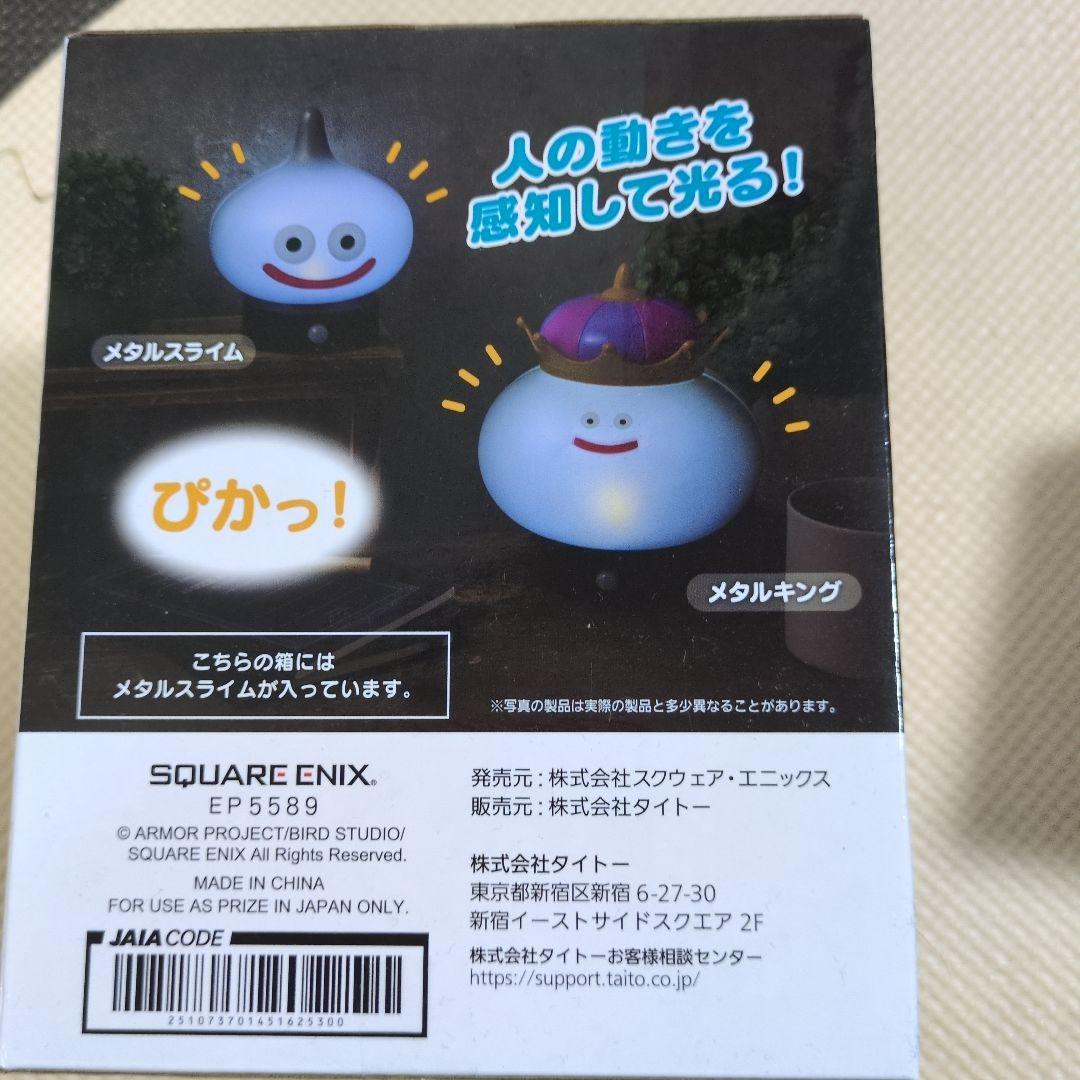 人の動きを
感知して光る!
メタルスライム
ぴかっ!
メタルキング
こちらの箱には
メタルスライムが入っています。
※写真の製品は実際の製品と多少異なることがあります。
SQUARE ENIX®
EP5589
© ARMOR PROJECT/BIRD STUDIO/
SQUARE ENIX All Rights Reserved.
MADE IN CHINA
FOR USE AS PRIZE IN JAPAN ONLY.
JAIA CODE
251073701451625300
発売元:株式会社スクウェア・エニックス
販売元:株式会社タイトー
株式会社タイトー
東京都新宿区新宿 6-27-30
新宿イーストサイドスクエア 2F
株式会社タイトーお客様相談センター
https://support.taito.co.jp/